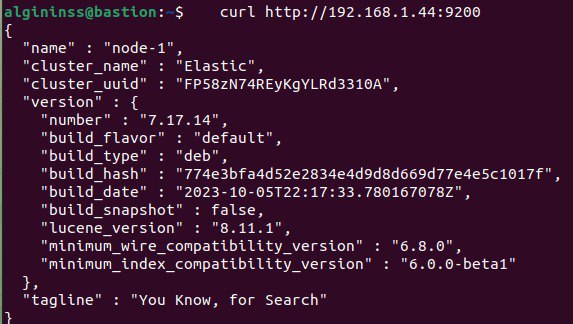 algininss@bastion:~$    curl http://192.168.1.44:9200
{
  "name" : "node-1",
  "cluster_name" : "Elastic",
  "cluster_uuid" : "FP58zN74REyKgYLRd3310A",
  "version" : {
    "number" : "7.17.14",
    "build_flavor" : "default",
    "build_type" : "deb",
    "build_hash" : "774e3bfa4d52e2834e4d9d8d669d77e4e5c1017f",
    "build_date" : "2023-10-05T22:17:33.780167078Z",
    "build_snapshot" : false,
    "lucene_version" : "8.11.1",
    "minimum_wire_compatibility_version" : "6.8.0",
    "minimum_index_compatibility_version" : "6.0.0-beta1"
  },
  "tagline" : "You Know, for Search"
}